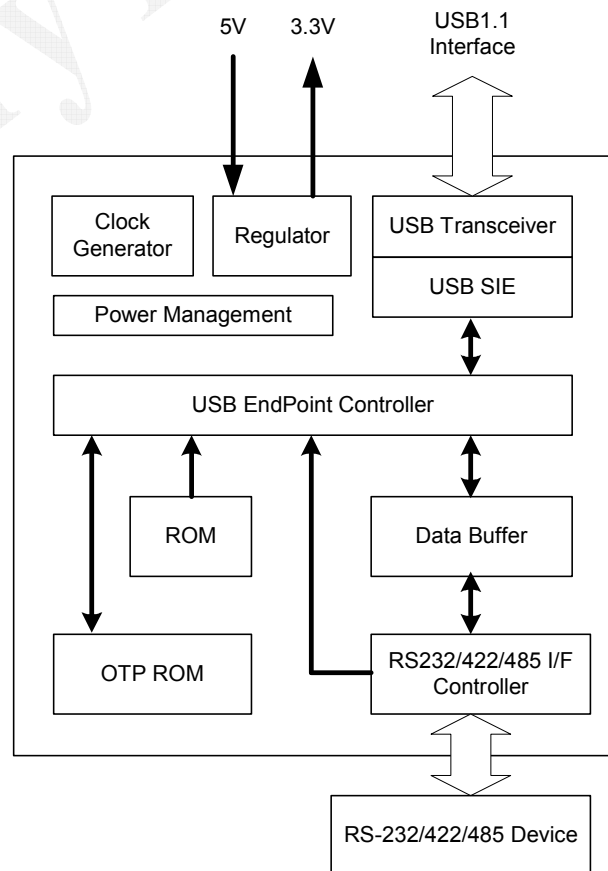 5V
3.3V
USB1.1
Interface
Clock
Generator
Regulator
USB Transceiver
USB SIE
Power Management
USB EndPoint Controller
ROM
Data Buffer
OTP ROM
RS232/422/485 I/F
Controller
RS-232/422/485 Device